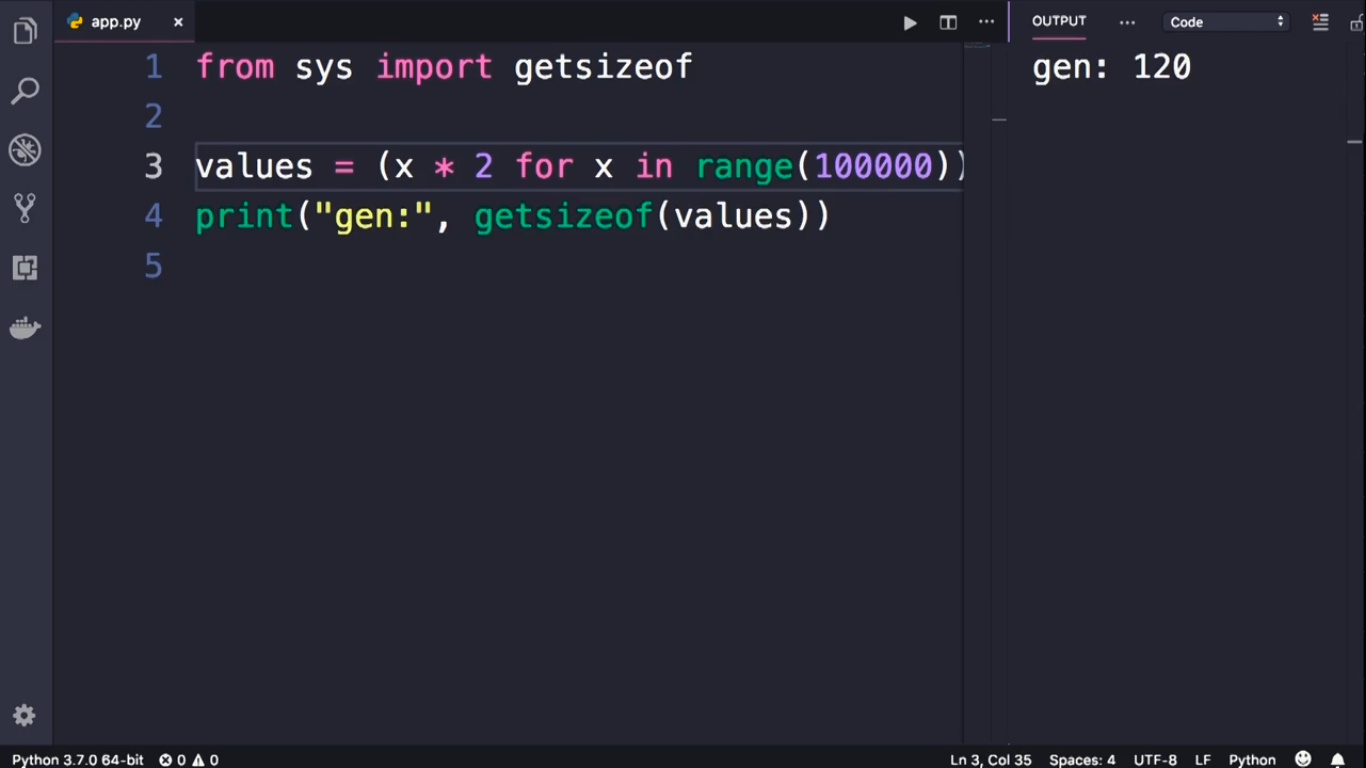 app.py ×
OUTPUT ... Code
1 from sys import getsizeof
2
3 values = (x * 2 for x in range(100000))
4 print("gen:", getsizeof(values))
5
gen: 120
Python 3.7.0 64-bit 0 0 Ln 3, Col 35 Spaces: 4 UTF-8 LF Python